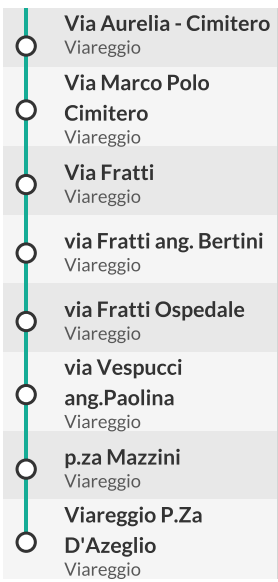 Via Aurelia - Cimitero
Viareggio
Via Marco Polo
Cimitero
Viareggio
Via Fratti
Viareggio
via Fratti ang. Bertini
Viareggio
via Fratti Ospedale
Viareggio
via Vespucci
ang.Paolina
Viareggio
p.za Mazzini
Viareggio
Viareggio P.Za
D'Azeglio
Viareggio